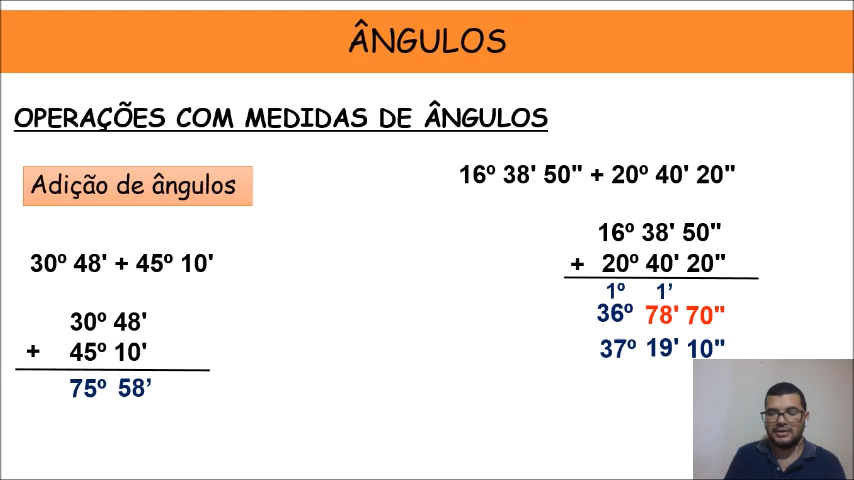 ÂNGULOS
OPERAÇÕES COM MEDIDAS DE ÂNGULOS
Adição de ângulos
30º 48' + 45º 10'
30º 48'
+ 45º 10'
75º 58’
16º 38' 50" + 20º 40' 20"
16º 38' 50"
+ 20º 40' 20"
1º 1’
36º 78' 70"
37º 19' 10"